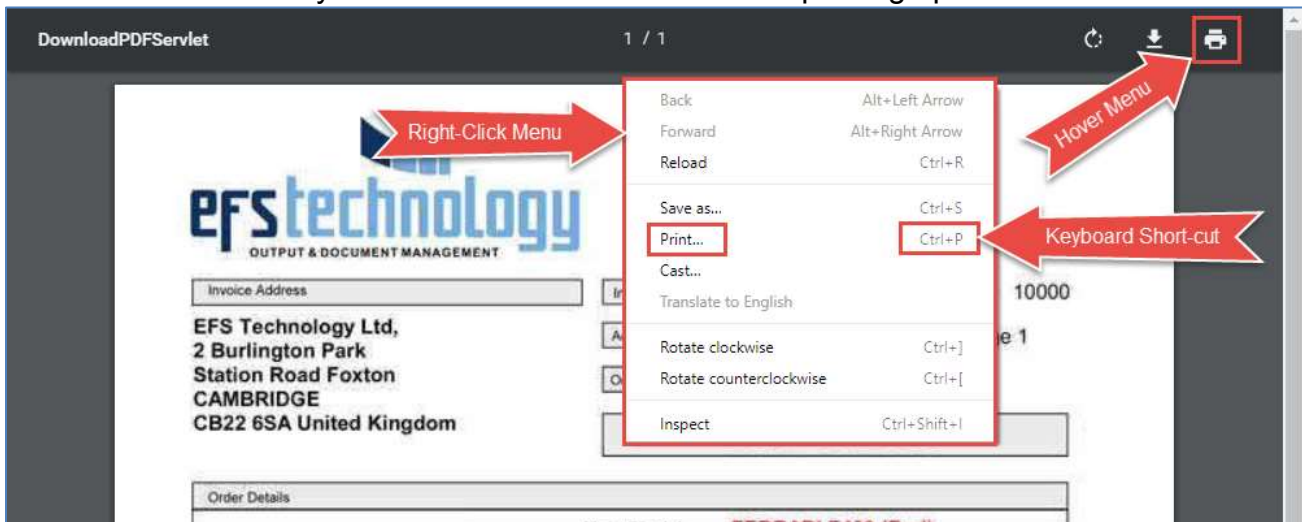 DownloadPDFServlet 1 / 1
Hover Menu
Right-Click Menu
Back Alt+Left Arrow
Forward Alt+Right Arrow
Reload Ctrl+R
Save as... Ctrl+S
Print... Ctrl+P
Keyboard Short-cut
Cast...
Translate to English
Rotate clockwise Ctrl+]
Rotate counterclockwise Ctrl+[
Inspect Ctrl+Shift+I
efstechnology
OUTPUT & DOCUMENT MANAGEMENT
Invoice Address
10000
EFS Technology Ltd,
2 Burlington Park
Station Road Foxton
CAMBRIDGE
CB22 6SA United Kingdom
1
Order Details